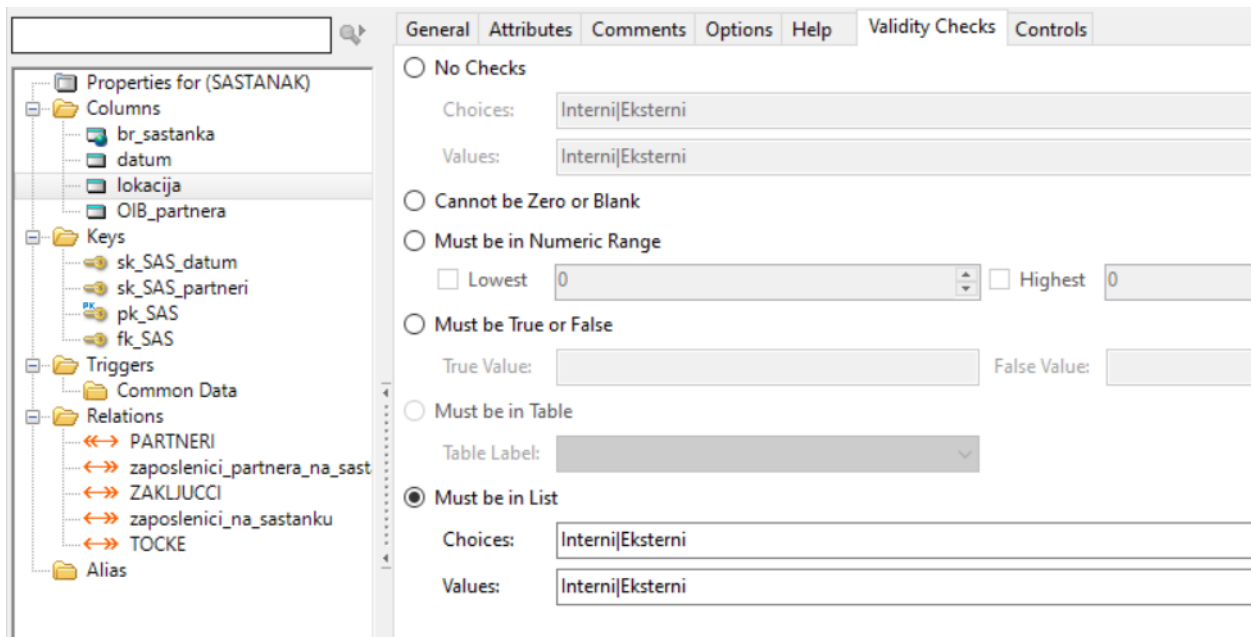 Properties for (SASTANAK)
Columns
br_sastanka
datum
lokacija
OIB_partnera
Keys
sk_SAS_datum
sk_SAS_partneri
PK pk_SAS
fk_SAS
Triggers
Common Data
Relations
PARTNERI
zaposlenici_partnera_na_sast
ZAKLJUCCI
zaposlenici_na_sastanku
TOCKE
Alias
General Attributes Comments Options Help Validity Checks Controls
No Checks
Choices: Interni|Eksterni
Values: Interni|Eksterni
Cannot be Zero or Blank
Must be in Numeric Range
Lowest 0 Highest 0
Must be True or False
True Value: False Value:
Must be in Table
Table Label:
Must be in List
Choices: Interni|Eksterni
Values: Interni|Eksterni